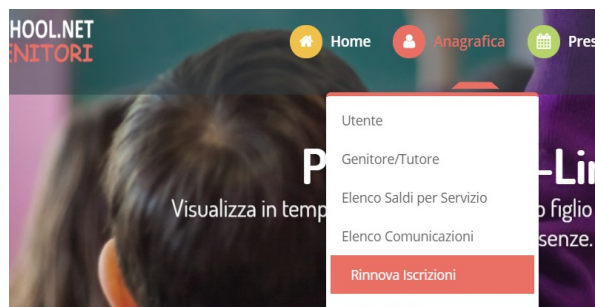 HOOL.NET
ENITORI
Home
Anagrafica
Pres
Utente
Genitore/Tutore
Elenco Saldi per Servizio
Elenco Comunicazioni
Rinnova Iscrizioni
P
-Li
Visualizza in temp
o figlio
senze.